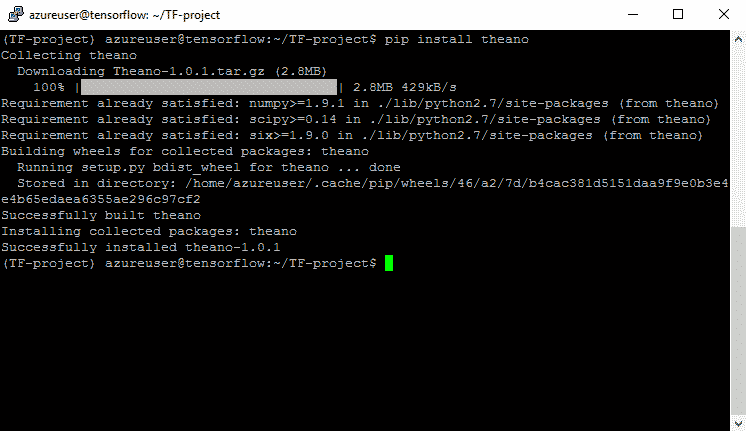 azureuser@tensorflow: ~/TF-project
(TF-project) azureuser@tensorflow:~/TF-project$ pip install theano
Collecting theano
  Downloading Theano-1.0.1.tar.gz (2.8MB)
    100% |████████████████████████████████| 2.8MB 429kB/s
Requirement already satisfied: numpy>=1.9.1 in ./lib/python2.7/site-packages (from theano)
Requirement already satisfied: scipy>=0.14 in ./lib/python2.7/site-packages (from theano)
Requirement already satisfied: six>=1.9.0 in ./lib/python2.7/site-packages (from theano)
Building wheels for collected packages: theano
  Running setup.py bdist_wheel for theano ... done
  Stored in directory: /home/azureuser/.cache/pip/wheels/46/a2/7d/b4cac381d5151daa9f9e0b3e4
e4b65edaea6355ae296c97cf2
Successfully built theano
Installing collected packages: theano
Successfully installed theano-1.0.1
(TF-project) azureuser@tensorflow:~/TF-project$